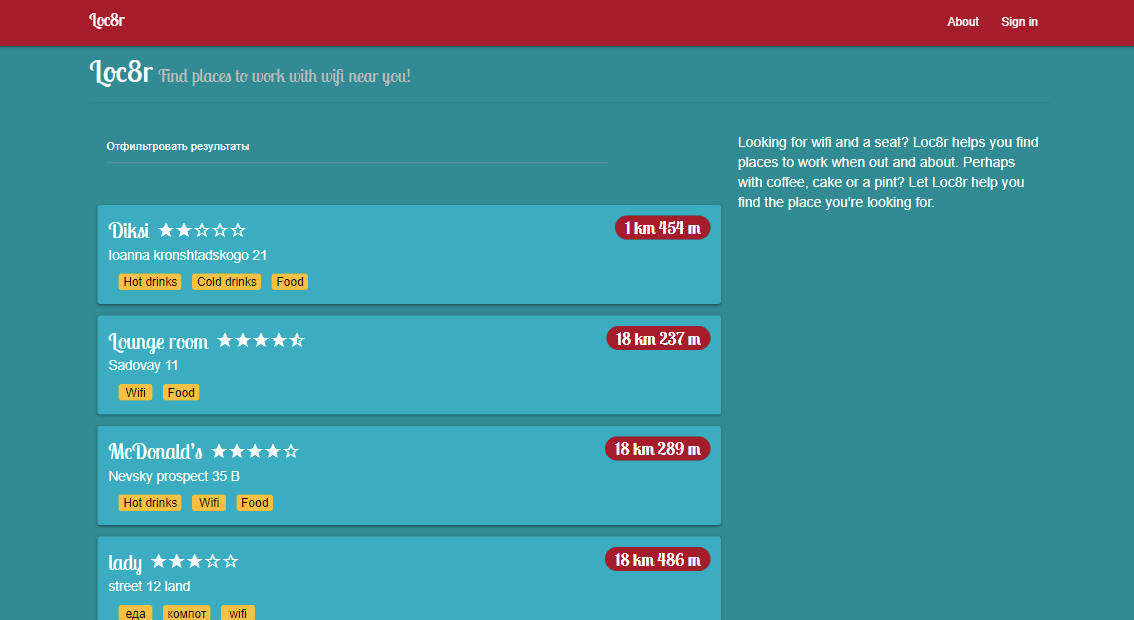 Loc8r About Sign in
Loc8r Find places to work with wifi near you!
Отфильтровать результаты
Looking for wifi and a seat? Loc8r helps you find
places to work when out and about. Perhaps
with coffee, cake or a pint? Let Loc8r help you
find the place you're looking for.
Diksi 1 km 454 m
Ioanna kronshtadskogo 21
Hot drinks Cold drinks Food
Lounge room 18 km 237 m
Sadovay 11
Wifi Food
McDonald's 18 km 289 m
Nevsky prospect 35 B
Hot drinks Wifi Food
lady 18 km 486 m
street 12 land
еда компот wifi